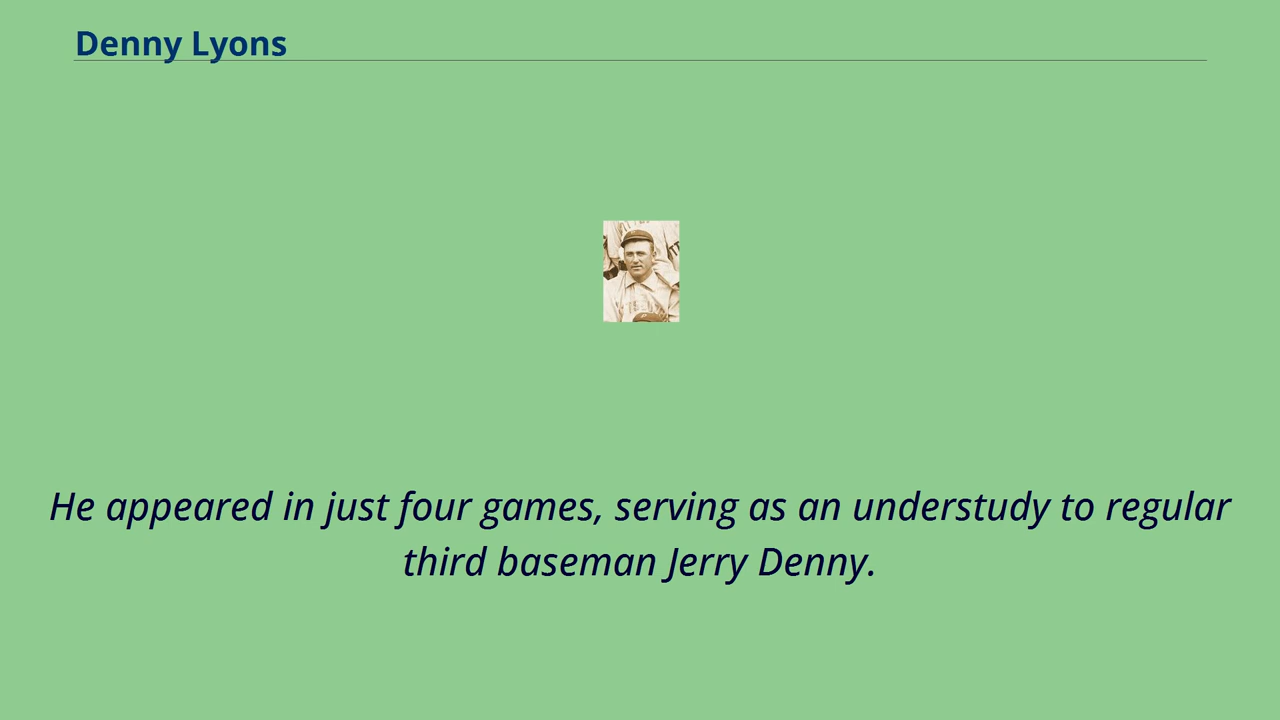 Denny Lyons
He appeared in just four games, serving as an understudy to regular
third baseman Jerry Denny.